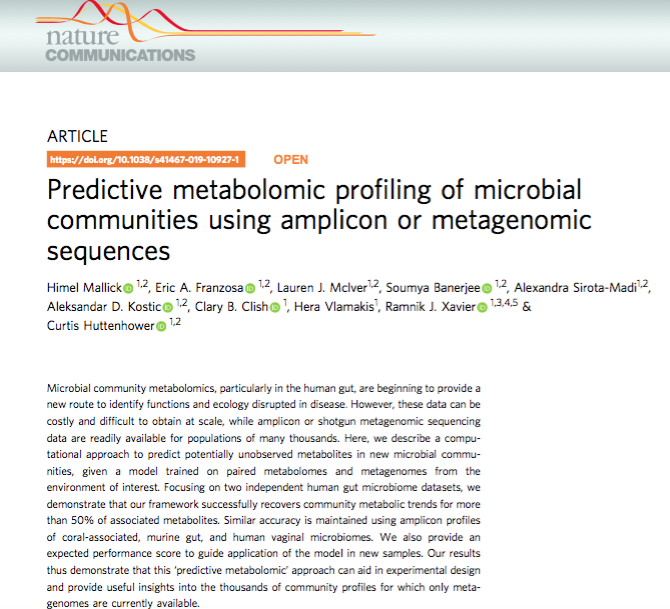 nature
COMMUNICATIONS
ARTICLE
https://doi.org/10.1038/s41467-019-10927-1 OPEN
Predictive metabolomic profiling of microbial
communities using amplicon or metagenomic
sequences
Himel Mallick 1,2, Eric A. Franzosa 1,2, Lauren J. McIver1,2, Soumya Banerjee 1,2, Alexandra Sirota-Madi1,2,
Aleksandar D. Kostic 1,2, Clary B. Clish 1, Hera Vlamakis1, Ramnik J. Xavier 1,3,4,5 &
Curtis Huttenhower 1,2
Microbial community metabolomics, particularly in the human gut, are beginning to provide a
new route to identify functions and ecology disrupted in disease. However, these data can be
costly and difficult to obtain at scale, while amplicon or shotgun metagenomic sequencing
data are readily available for populations of many thousands. Here, we describe a compu-
tational approach to predict potentially unobserved metabolites in new microbial commu-
nities, given a model trained on paired metabolomes and metagenomes from the
environment of interest. Focusing on two independent human gut microbiome datasets, we
demonstrate that our framework successfully recovers community metabolic trends for more
than 50% of associated metabolites. Similar accuracy is maintained using amplicon profiles
of coral-associated, murine gut, and human vaginal microbiomes. We also provide an
expected performance score to guide application of the model in new samples. Our results
thus demonstrate that this ‘predictive metabolomic’ approach can aid in experimental design
and provide useful insights into the thousands of community profiles for which only meta-
genomes are currently available.